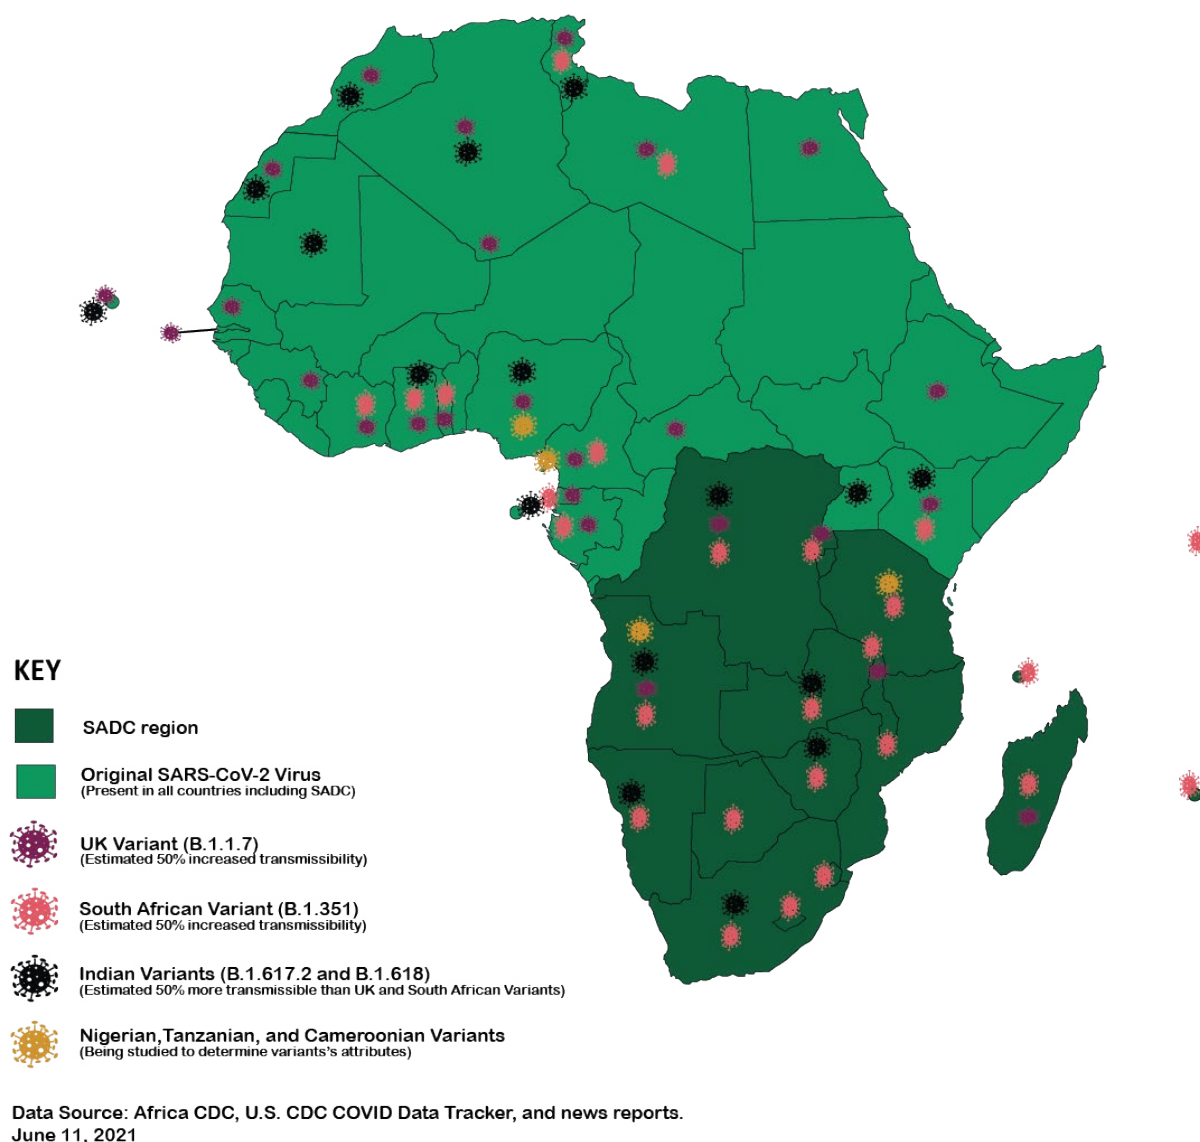 KEY
SADC region
Original SARS-CoV-2 Virus
(Present in all countries including SADC)
UK Variant (B.1.1.7)
(Estimated 50% increased transmissibility)
South African Variant (B.1.351)
(Estimated 50% increased transmissibility)
Indian Variants (B.1.617.2 and B.1.618)
(Estimated 50% more transmissible than UK and South African Variants)
Nigerian,Tanzanian, and Cameroonian Variants
(Being studied to determine variants's attributes)
Data Source: Africa CDC, U.S. CDC COVID Data Tracker, and news reports.
June 11, 2021